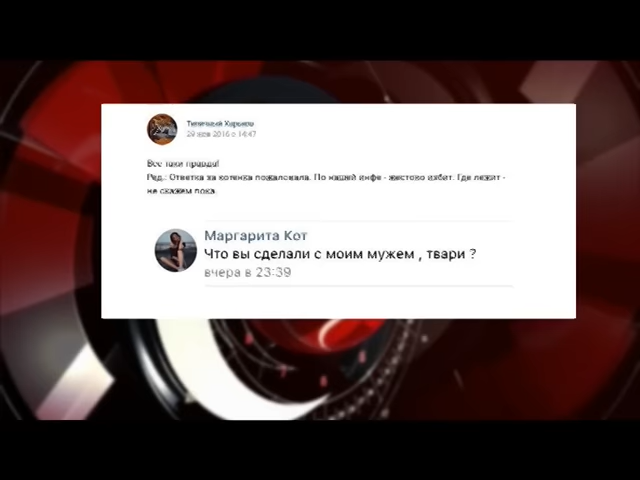 Типичный Харьков
29 ноя 2016 в 14:47
Все таки правда!
Ред.: Ответка за котенка пожаловала. По нашей инфе - жестоко избит. Где лежит -
не скажем пока.
Маргарита Кот
Что вы сделали с моим мужем , твари ?
вчера в 23:39